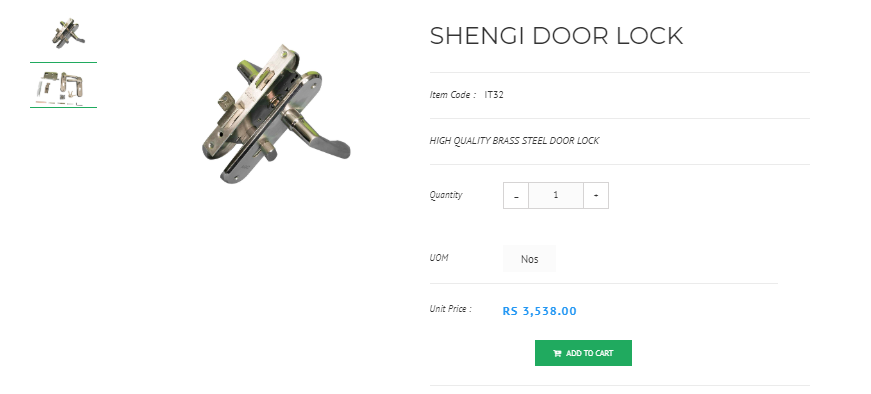 SHENGI DOOR LOCK
Item Code : IT32
HIGH QUALITY BRASS STEEL DOOR LOCK
Quantity - 1 +
UOM Nos
Unit Price : RS 3,538.00
ADD TO CART